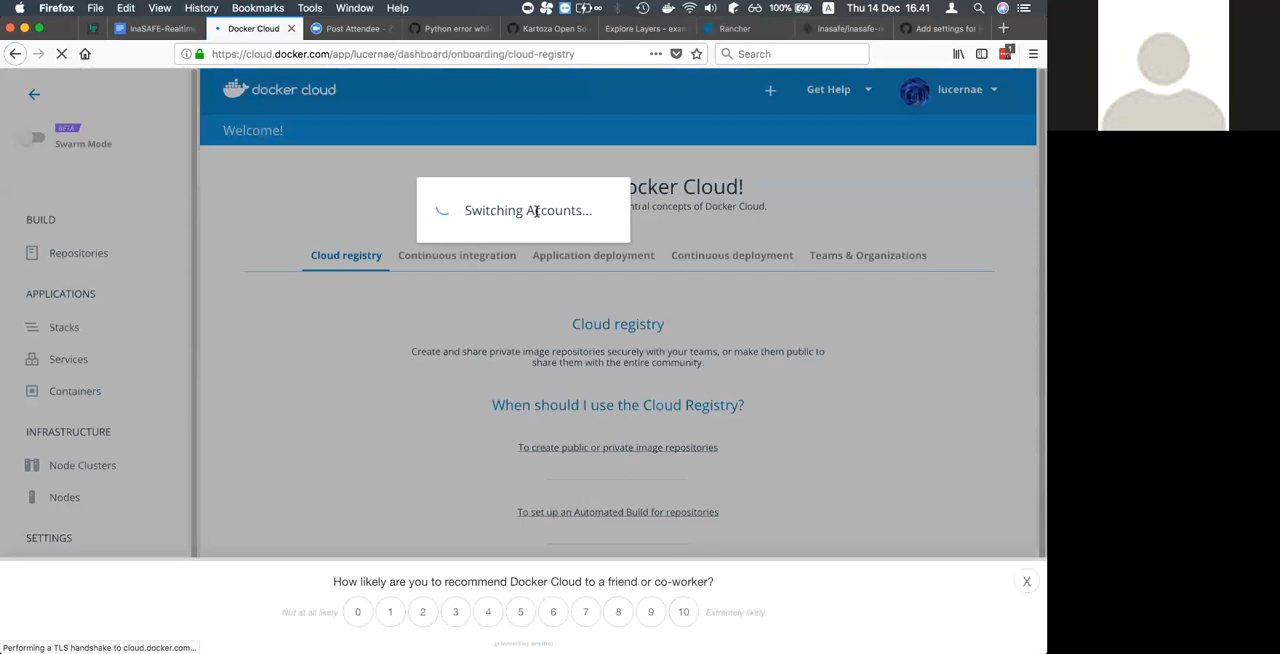 Firefox File Edit View History Bookmarks Tools Window Help 100% A Thu 14 Dec 16.41
InaSAFE-Realtim Docker Cloud Post Attendee - Z Python error whil Kartoza Open So Explore Layers - exam Rancher inasafe/inasafe-r Add settings for
https://cloud.docker.com/app/lucernae/dashboard/onboarding/cloud-registry Search 1
docker cloud Get Help lucernae
BETA
Swarm Mode
Welcome!
ocker Cloud!
Switching Accounts...
ntral concepts of Docker Cloud.
BUILD
Repositories
Cloud registry Continuous integration Application deployment Continuous deployment Teams & Organizations
APPLICATIONS
Stacks
Services
Containers
Cloud registry
Create and share private image repositories securely with your teams, or make them public to
share them with the entire community.
When should I use the Cloud Registry?
INFRASTRUCTURE
Node Clusters
Nodes
To create public or private image repositories
To set up an Automated Build for repositories
SETTINGS
How likely are you to recommend Docker Cloud to a friend or co-worker? X
Not at all likely 0 1 2 3 4 5 6 7 8 9 10 Extremely likely
Performing a TLS handshake to cloud.docker.com...